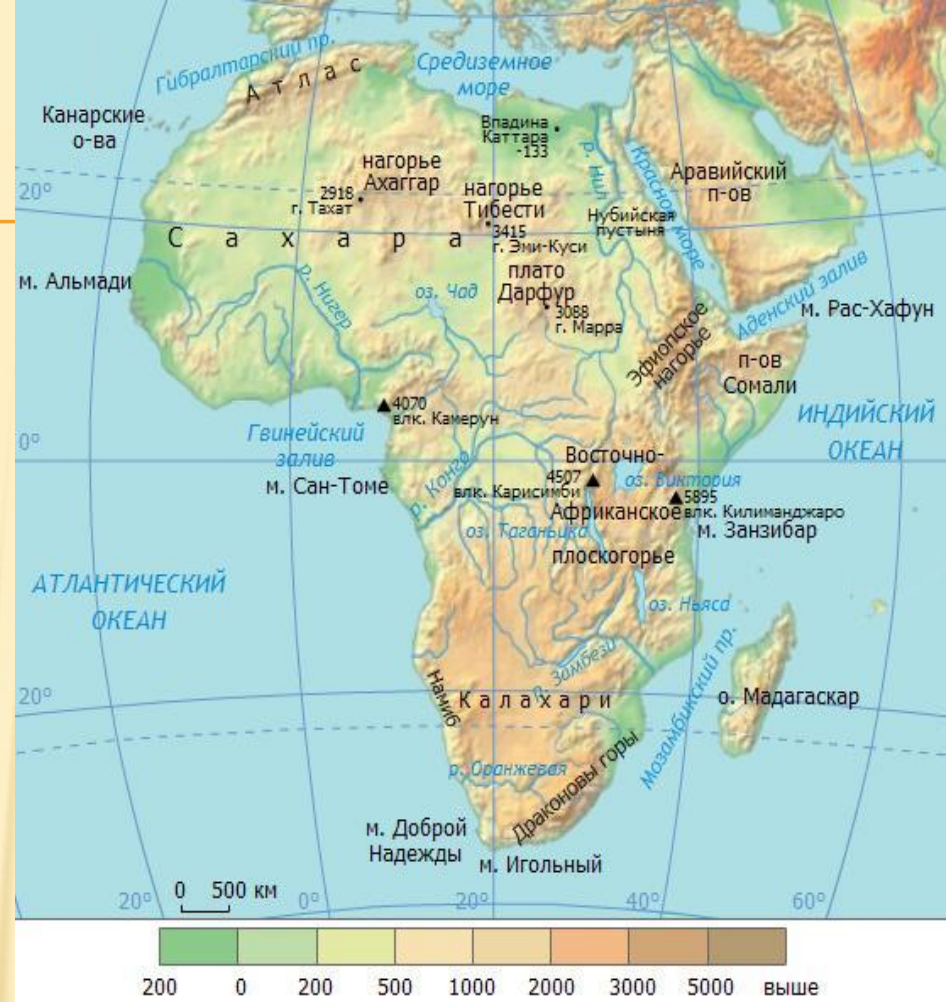 Гибралтарский пр.
Атлас
Средиземное
море
Канарские
о-ва
Впадина
Каттара
-133
р. Нил
Красное море
Аравийский
п-ов
нагорье
Ахаггар
2918
г. Тахат
нагорье
Тибести
3415
г. Эми-Куси
Нубийская
пустыня
20°
Сахара
м. Альмади
р. Нигер
оз. Чад
плато
Дарфур
3088
г. Марра
Аденский залив
м. Рас-Хафун
Эфиопское
нагорье
п-ов
Сомали
4070
влк. Камерун
ИНДИЙСКИЙ
ОКЕАН
Гвинейский
залив
0°
м. Сан-Томе
р. Конго
Восточно-
Африканское
плоскогорье
4507
влк. Карисимби
оз. Виктория
5895
влк. Килиманджаро
м. Занзибар
оз. Таганьика
АТЛАНТИЧЕСКИЙ
ОКЕАН
оз. Ньяса
р. Замбези
Мозамбикский пр.
о. Мадагаскар
20°
Намиб
Калахари
р. Оранжевая
Драконовы горы
м. Доброй
Надежды
м. Игольный
0 500 км
20° 0° 20° 40° 60°
200 0 200 500 1000 2000 3000 5000 выше